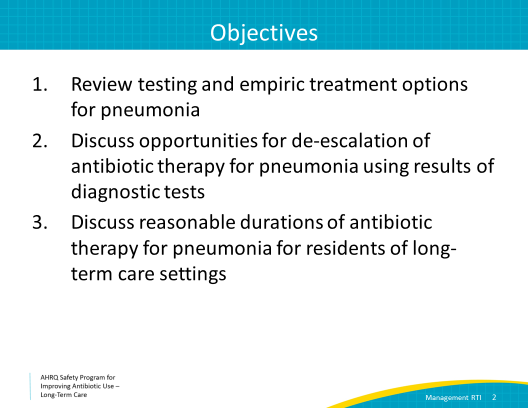 Objectives
1. Review testing and empiric treatment options
for pneumonia
2. Discuss opportunities for de-escalation of
antibiotic therapy for pneumonia using results of
diagnostic tests
3. Discuss reasonable durations of antibiotic
therapy for pneumonia for residents of long-
term care settings
AHRQ Safety Program for
Improving Antibiotic Use –
Long-Term Care
Management RTI 2